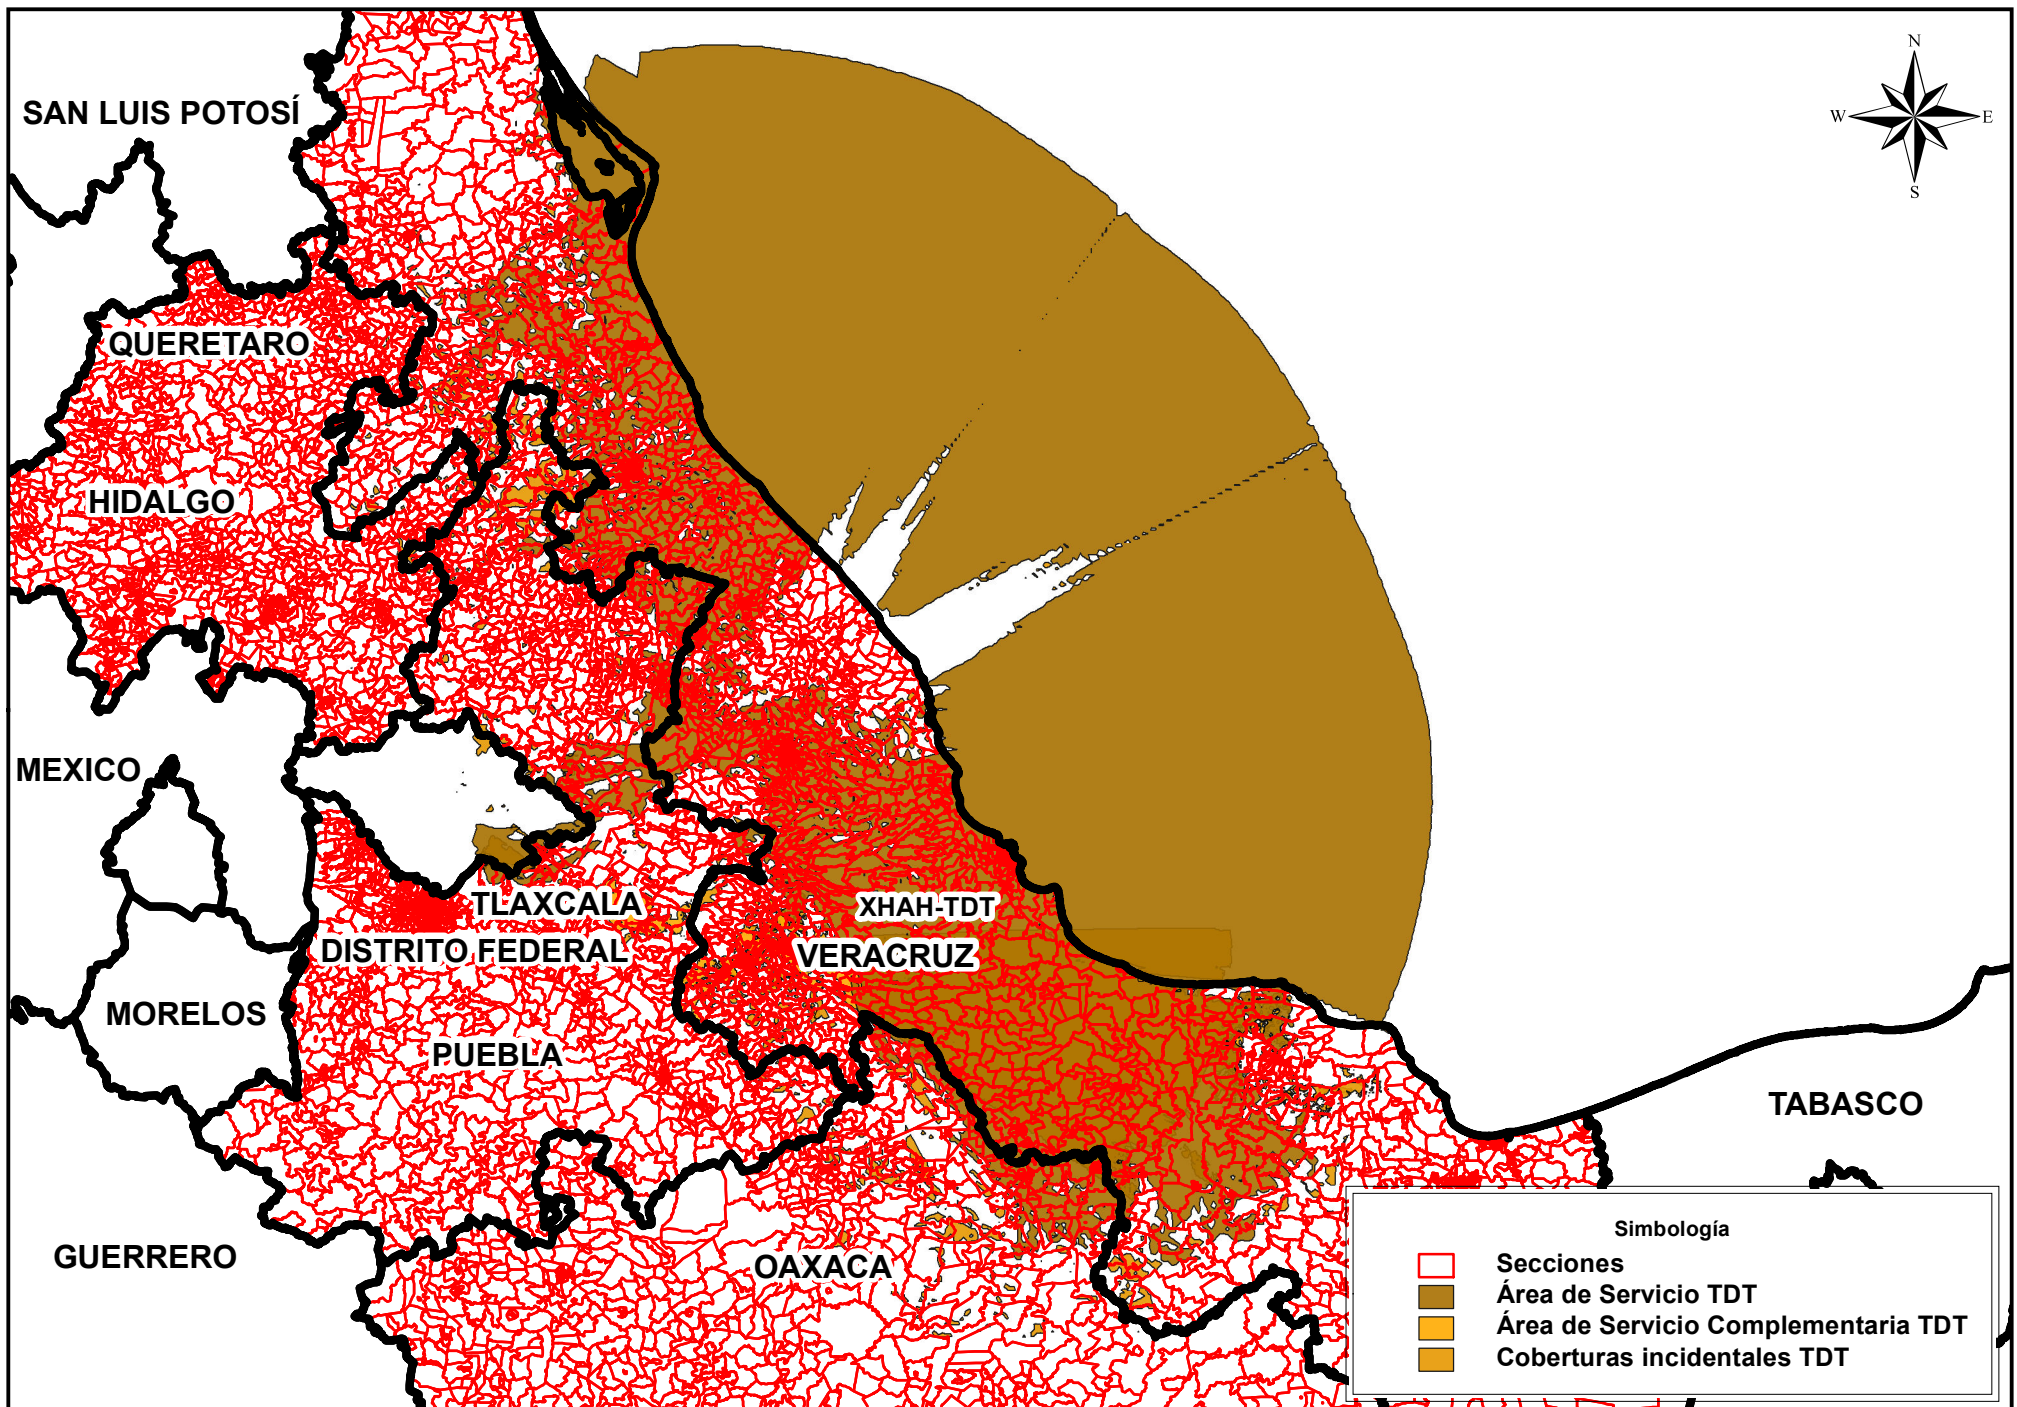 N
W
E
S
SAN LUIS POTOSÍ
QUERETARO
HIDALGO
MEXICO
TLAXCALA
XHAH-TDT
DISTRITO FEDERAL
VERACRUZ
MORELOS
PUEBLA
TABASCO
GUERRERO
OAXACA
Simbología
Secciones
Área de Servicio TDT
Área de Servicio Complementaria TDT
Coberturas incidentales TDT